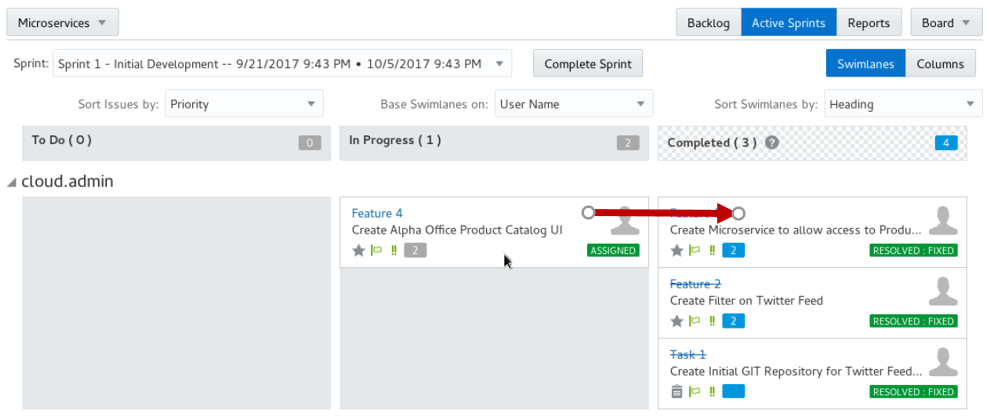 Microservices
Backlog Active Sprints Reports Board
Sprint: Sprint 1 - Initial Development -- 9/21/2017 9:43 PM • 10/5/2017 9:43 PM Complete Sprint Swimlanes Columns
Sort Issues by: Priority Base Swimlanes on: User Name Sort Swimlanes by: Heading
To Do ( 0 ) 0 In Progress ( 1 ) 2 Completed ( 3 ) ? 4
cloud.admin
Feature 4
Create Alpha Office Product Catalog UI
2 ASSIGNED
Create Microservice to allow access to Produ...
2 RESOLVED : FIXED
Feature 2
Create Filter on Twitter Feed
2 RESOLVED : FIXED
Task 1
Create Initial GIT Repository for Twitter Feed...
RESOLVED : FIXED